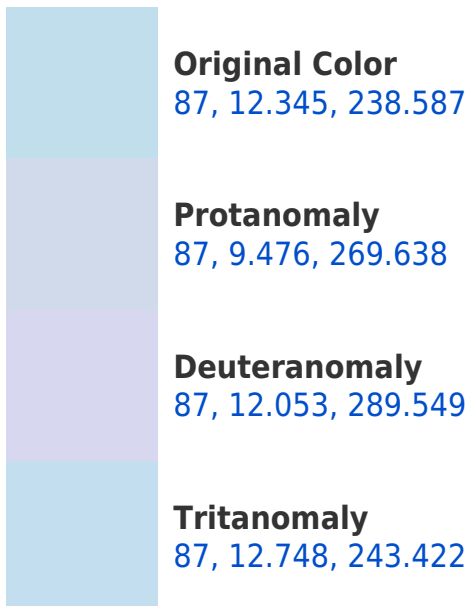 Original Color
87, 12.345, 238.587
Protanomaly
87, 9.476, 269.638
Deuteranomaly
87, 12.053, 289.549
Tritanomaly
87, 12.748, 243.422